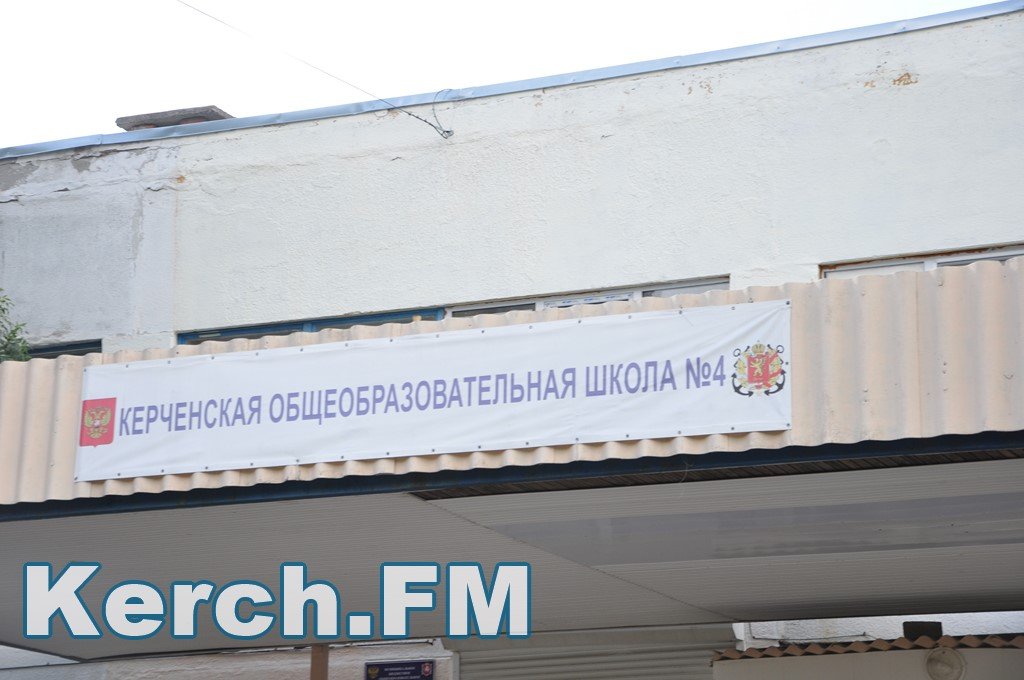 КЕРЧЕНСКАЯ ОБЩЕОБРАЗОВАТЕЛЬНАЯ ШКОЛА №4
Kerch.FM